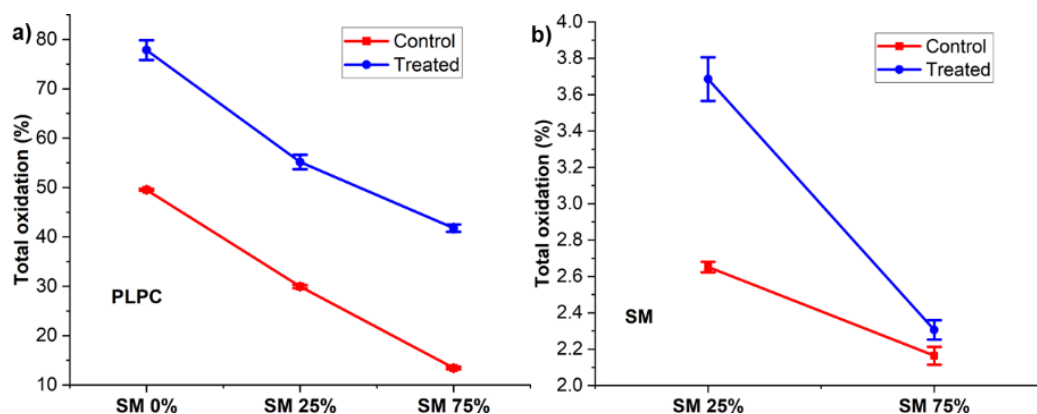 a)
Control
Treated
80
70
60
50
40
30
20
10
Total oxidation (%)
PLPC
SM 0%
SM 25%
SM 75%
b)
Control
Treated
4.0
3.8
3.6
3.4
3.2
3.0
2.8
2.6
2.4
2.2
2.0
Total oxidation (%)
SM
SM 25%
SM 75%